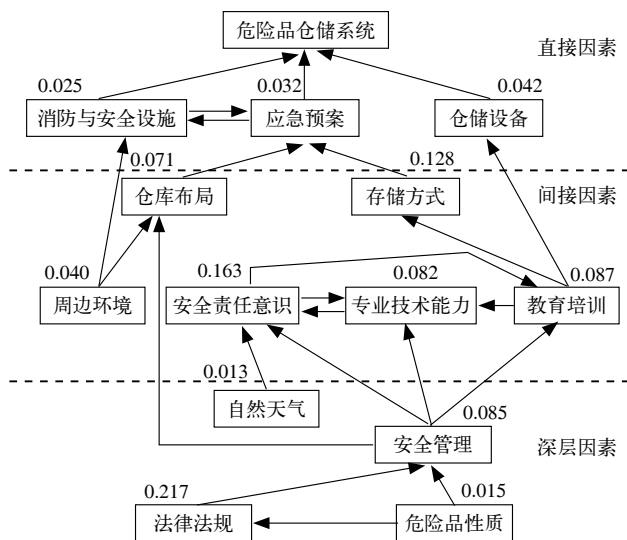 危险品仓储系统
直接因素
0.025
0.032
0.042
消防与安全设施
应急预案
仓储设备
0.071
0.128
仓库布局
存储方式
间接因素
0.040
0.163
0.082
0.087
周边环境
安全责任意识
专业技术能力
教育培训
0.013
自然天气
0.085
安全管理
深层因素
0.217
0.015
法律法规
危险品性质